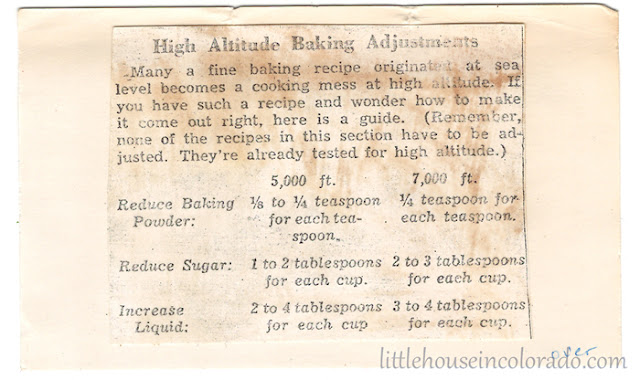 High Altitude Baking Adjustments
Many a fine baking recipe originated at sea
level becomes a cooking mess at high altitude. If
you have such a recipe and wonder how to make
it come out right, here is a guide. (Remember,
none of the recipes in this section have to be ad-
justed. They're already tested for high altitude.)
5,000 ft. 7,000 ft.
Reduce Baking ⅛ to ¼ teaspoon ¼ teaspoon for
Powder: for each tea- each teaspoon.
spoon.
Reduce Sugar: 1 to 2 tablespoons 2 to 3 tablespoons
for each cup. for each cup.
Increase 2 to 4 tablespoons 3 to 4 tablespoons
Liquid: for each cup for each cup.
over
littlehouseincolorado.com